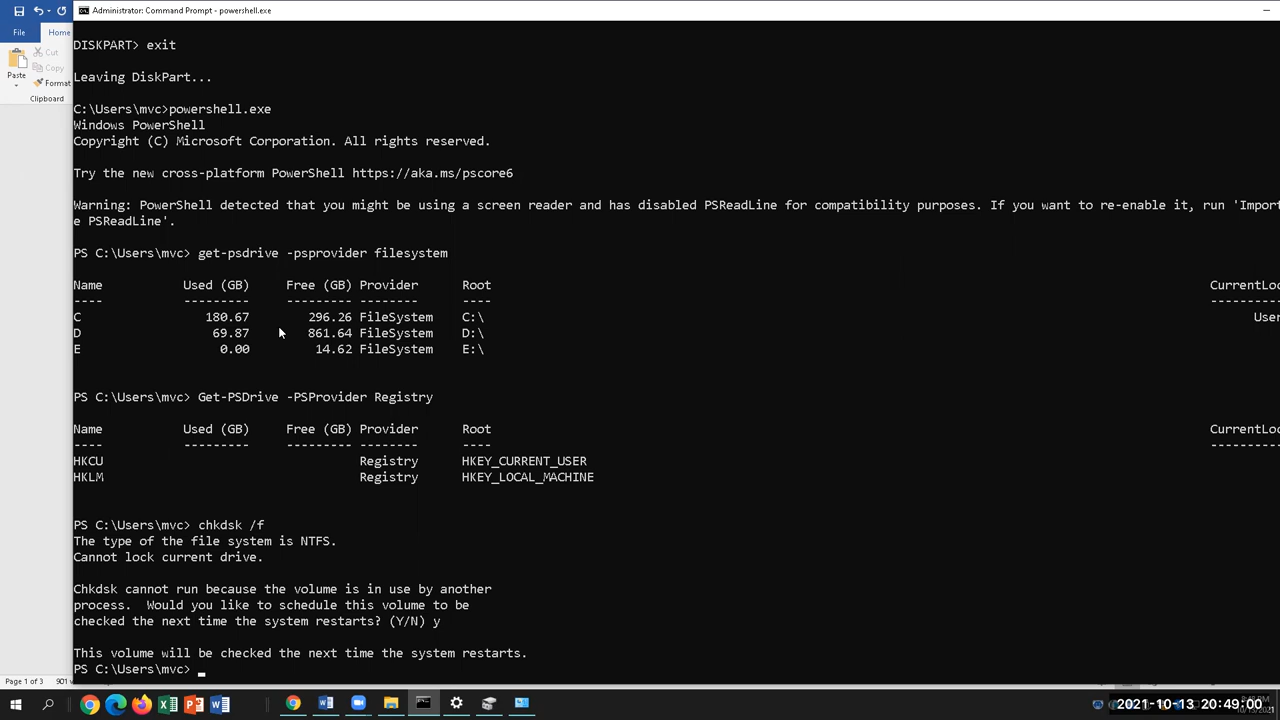 Administrator: Command Prompt - powershell.exe
File
Home
Cut
Copy
Paste
Format
Clipboard
DISKPART> exit
Leaving DiskPart...
C:\Users\mvc>powershell.exe
Windows PowerShell
Copyright (C) Microsoft Corporation. All rights reserved.
Try the new cross-platform PowerShell https://aka.ms/pscore6
Warning: PowerShell detected that you might be using a screen reader and has disabled PSReadLine for compatibility purposes. If you want to re-enable it, run 'Import
e PSReadLine'.
PS C:\Users\mvc> get-psdrive -psprovider filesystem
Name Used (GB) Free (GB) Provider Root CurrentLoc
---- --------- --------- -------- ---- ----------
C 180.67 296.26 FileSystem C:\ User
D 69.87 861.64 FileSystem D:\
E 0.00 14.62 FileSystem E:\
PS C:\Users\mvc> Get-PSDrive -PSProvider Registry
Name Used (GB) Free (GB) Provider Root CurrentLoc
---- --------- --------- -------- ---- ----------
HKCU Registry HKEY_CURRENT_USER
HKLM Registry HKEY_LOCAL_MACHINE
PS C:\Users\mvc> chkdsk /f
The type of the file system is NTFS.
Cannot lock current drive.
Chkdsk cannot run because the volume is in use by another
process.  Would you like to schedule this volume to be
checked the next time the system restarts? (Y/N) y
This volume will be checked the next time the system restarts.
PS C:\Users\mvc>
Page 1 of 3 901
2021-10-13 20:49:00